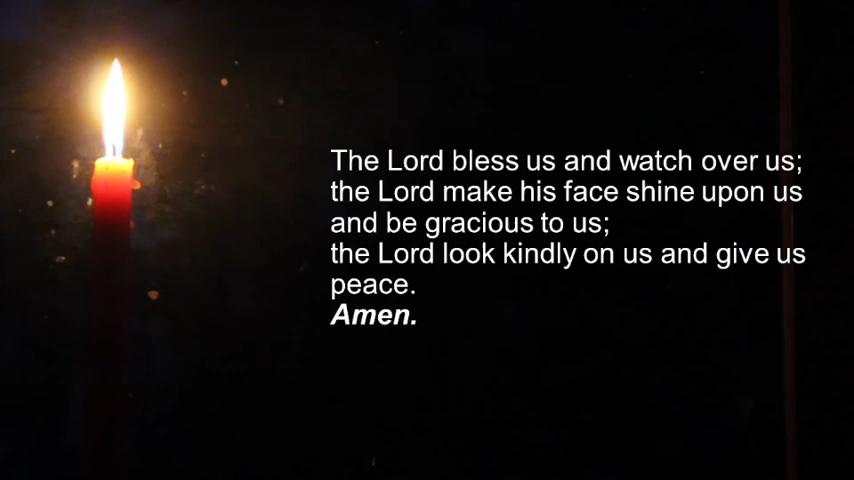 The Lord bless us and watch over us;
the Lord make his face shine upon us
and be gracious to us;
the Lord look kindly on us and give us
peace.
Amen.